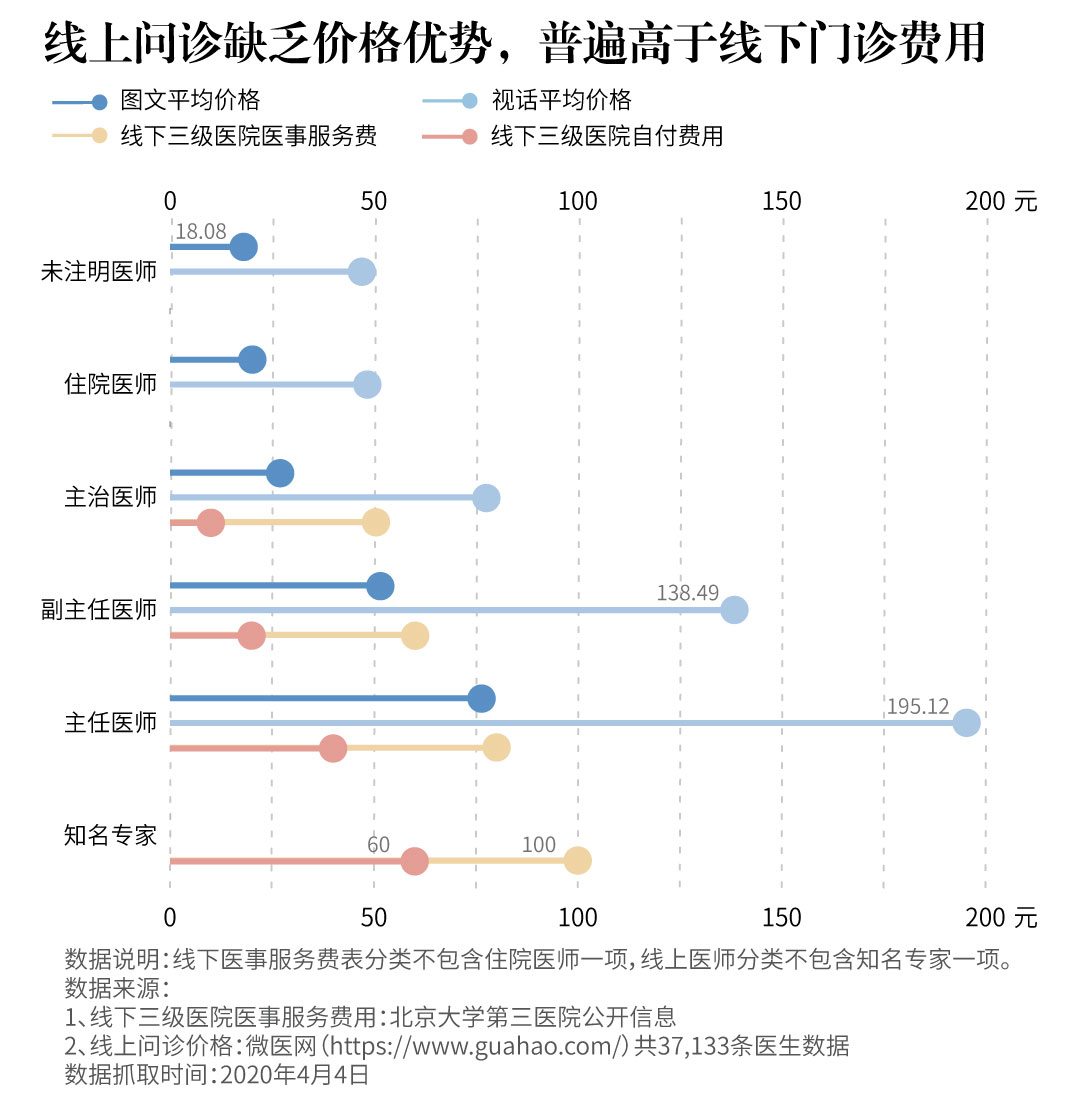 线上问诊缺乏价格优势，普遍高于线下门诊费用
图文平均价格 视话平均价格
线下三级医院医事服务费 线下三级医院自付费用
0 50 100 150 200 元
18.08
未注明医师
住院医师
主治医师
138.49
副主任医师
195.12
主任医师
知名专家
60 100
0 50 100 150 200 元
数据说明：线下医事服务费表分类不包含住院医师一项，线上医师分类不包含知名专家一项。
数据来源：
1、线下三级医院医事服务费用：北京大学第三医院公开信息
2、线上问诊价格：微医网（https://www.guahao.com/）共37,133条医生数据
数据抓取时间：2020年4月4日